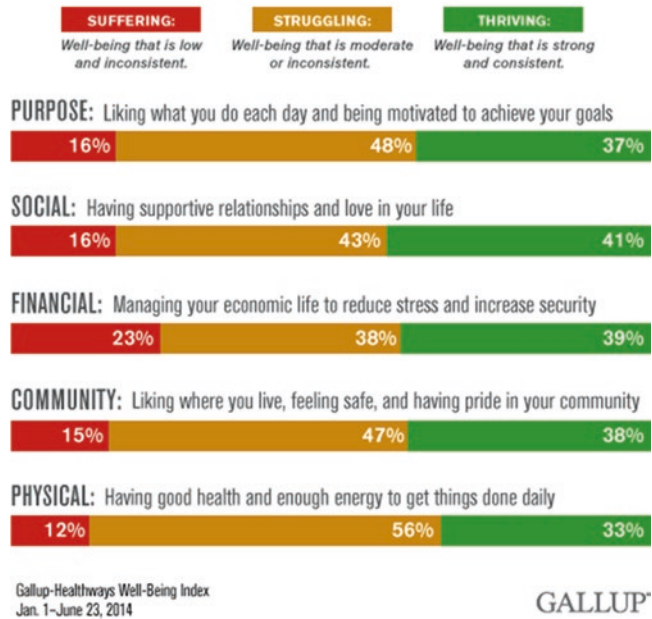 SUFFERING: STRUGGLING: THRIVING:
Well-being that is low Well-being that is moderate Well-being that is strong
and inconsistent. or inconsistent. and consistent.
PURPOSE: Liking what you do each day and being motivated to achieve your goals
16% 48% 37%
SOCIAL: Having supportive relationships and love in your life
16% 43% 41%
FINANCIAL: Managing your economic life to reduce stress and increase security
23% 38% 39%
COMMUNITY: Liking where you live, feeling safe, and having pride in your community
15% 47% 38%
PHYSICAL: Having good health and enough energy to get things done daily
12% 56% 33%
Gallup-Healthways Well-Being Index
Jan. 1–June 23, 2014
GALLUP